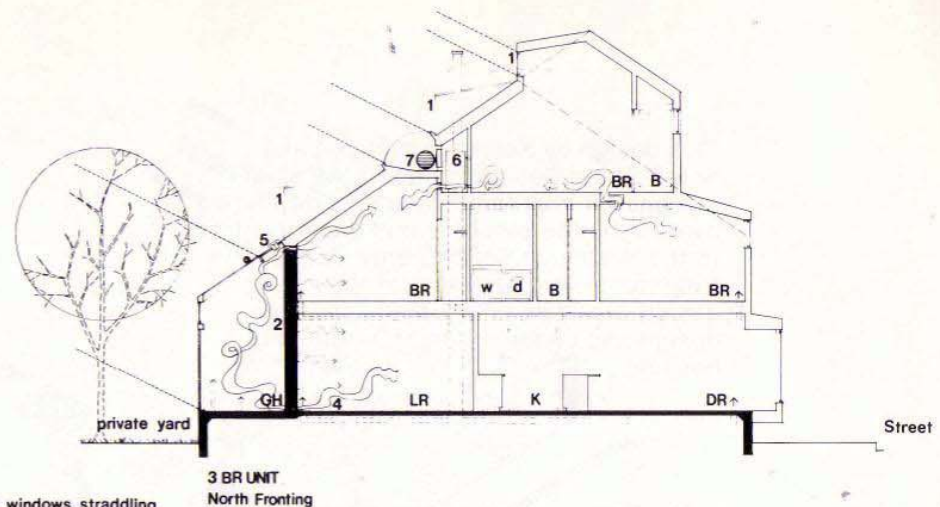 1
1
7
6
BR
B
1
5
BR
w
d
B
BR
2
GH
4
LR
K
DR
private yard
Street
3 BR UNIT
North Fronting
windows straddling